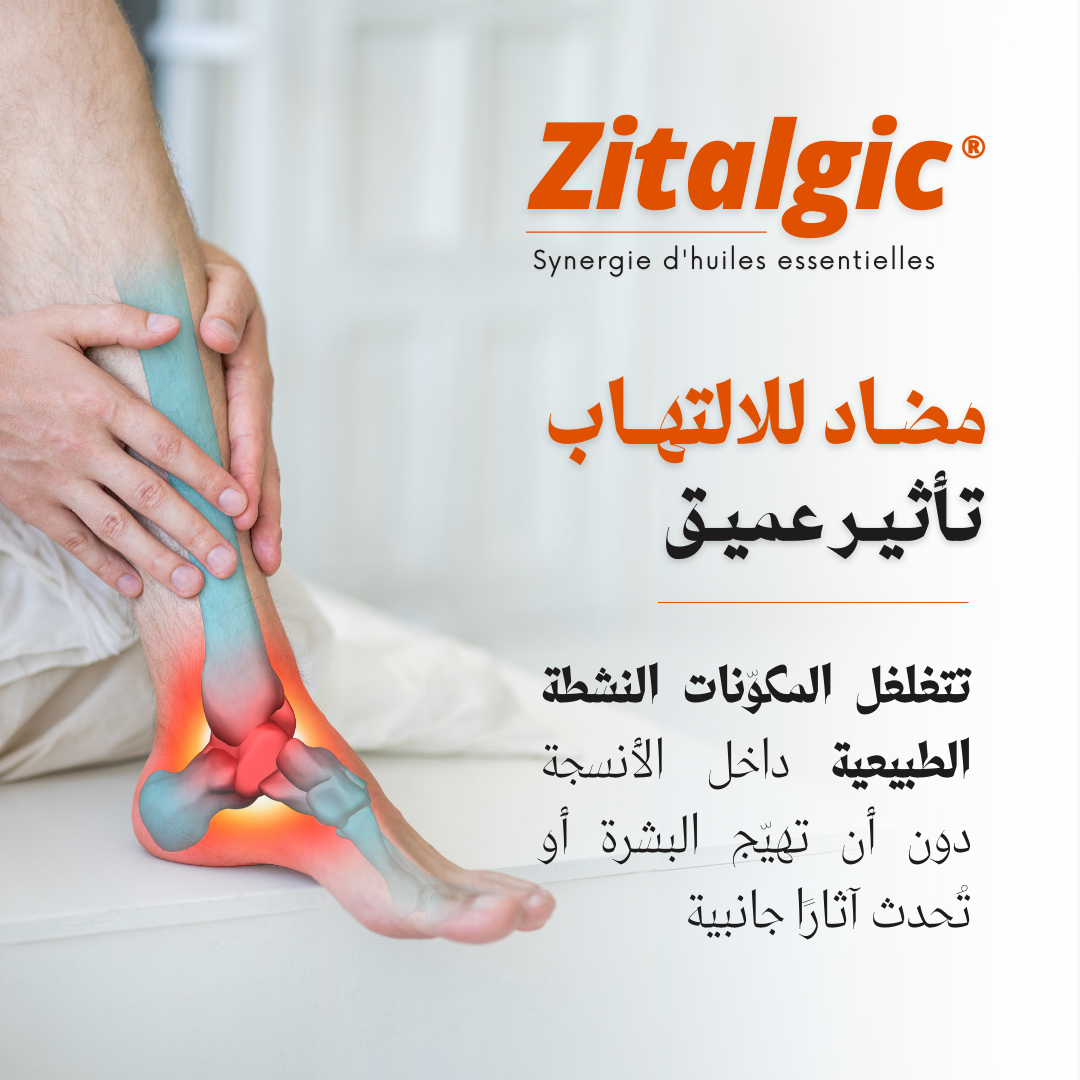 Zitalgic®
Synergie d'huiles essentielles
مضاد للالتهاب
تأثير عميق
تتغلغل المكوّنات النشطة
الطبيعية داخل الأنسجة
دون أن تهيّج البشرة أو
تُحدث آثارًا جانبية